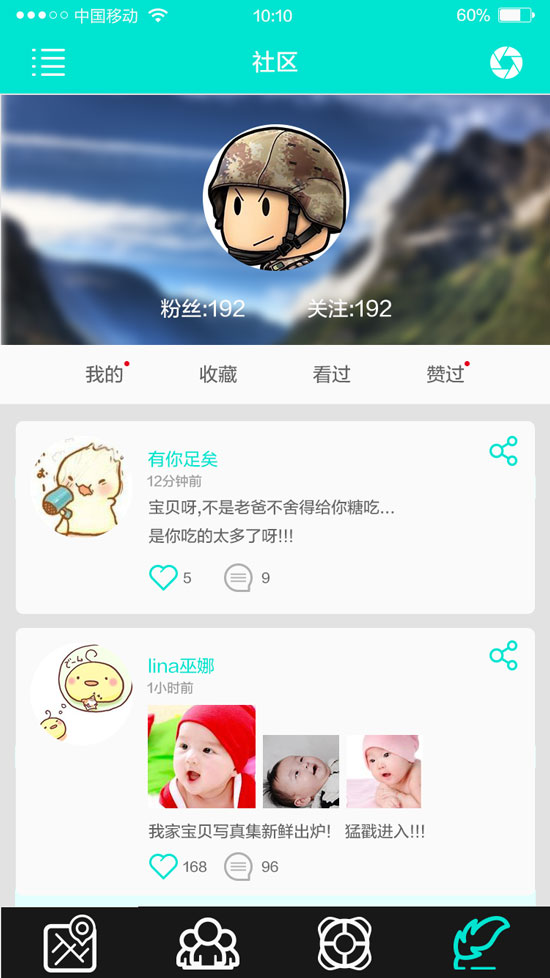 中国移动 10:10 60%
社区
粉丝:192 关注:192
我的 收藏 看过 赞过
有你足矣
12分钟前
宝贝呀,不是老爸不舍得给你糖吃...
是你吃的太多了呀!!!
5 9
lina巫娜
1小时前
我家宝贝写真集新鲜出炉! 猛戳进入!!!
168 96